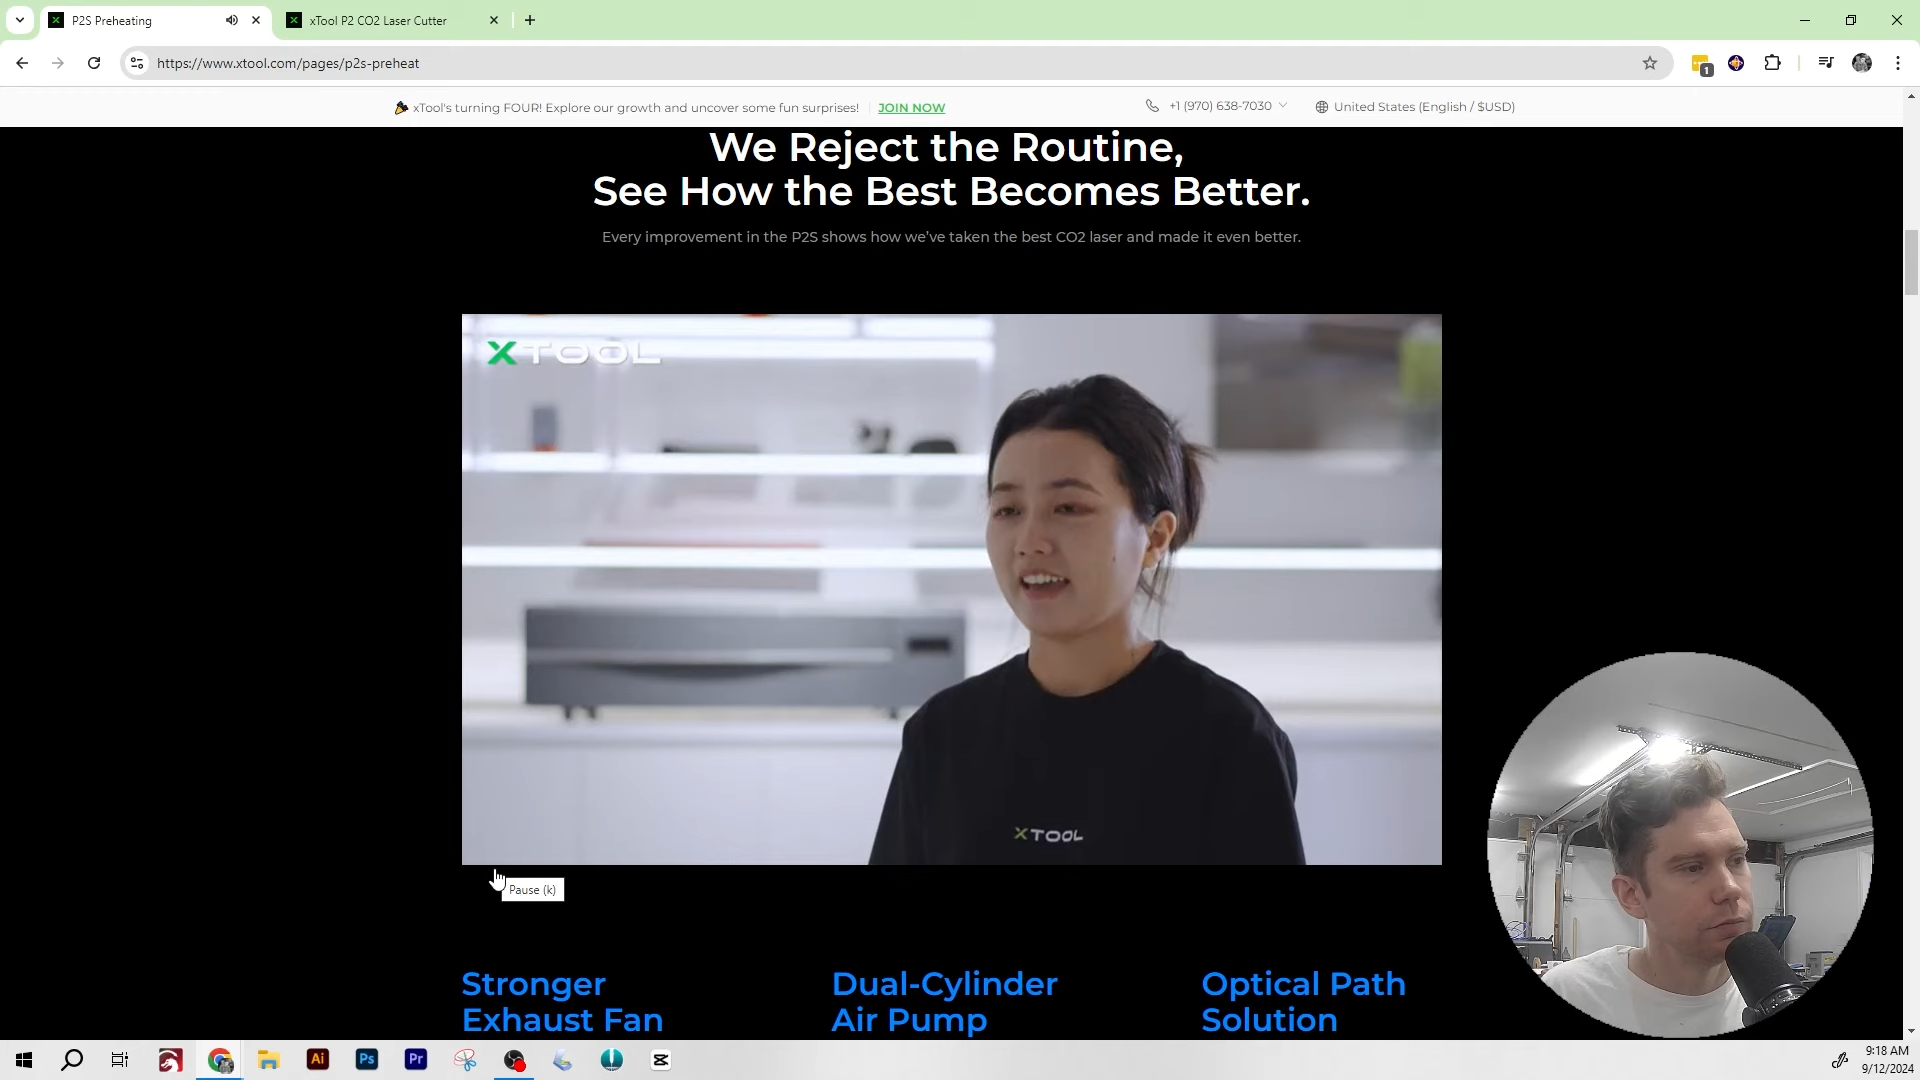 P2S Preheating
xTool P2 CO2 Laser Cutter
https://www.xtool.com/pages/p2s-preheat
1
xTool's turning FOUR! Explore our growth and uncover some fun surprises! JOIN NOW
+1 (970) 638-7030
United States (English / $USD)
We Reject the Routine,
See How the Best Becomes Better.
Every improvement in the P2S shows how we’ve taken the best CO2 laser and made it even better.
XTOOL
XTOOL
Pause (k)
Stronger
Exhaust Fan
Dual-Cylinder
Air Pump
Optical Path
Solution
Ai
Ps
Pr
9:18 AM
9/12/2024